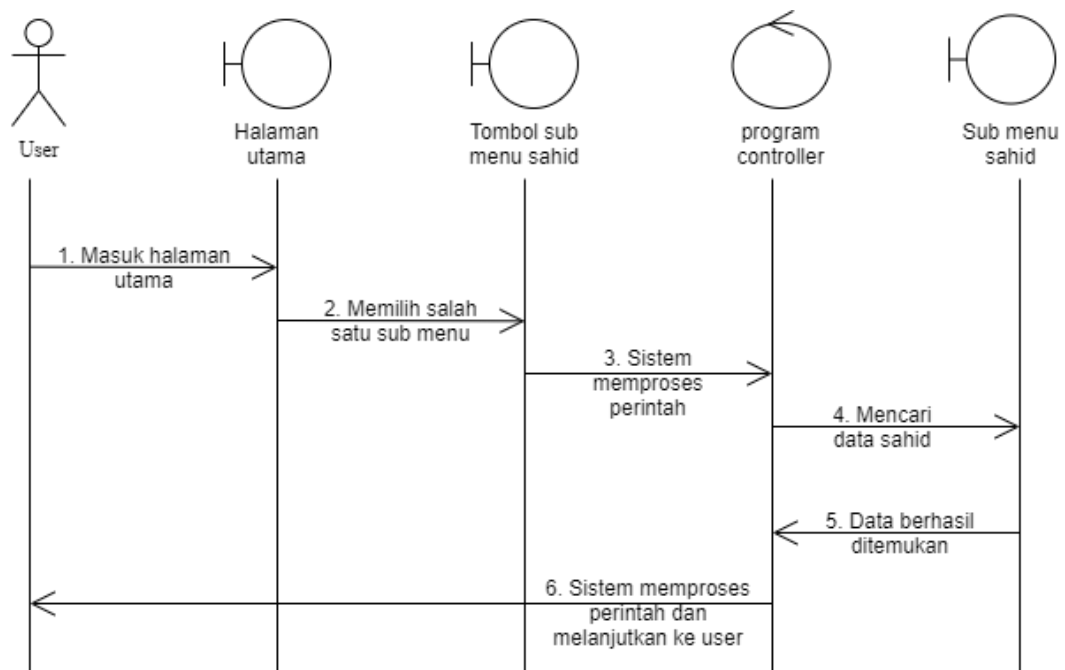 User
Halaman
utama
Tombol sub
menu sahid
program
controller
Sub menu
sahid
1. Masuk halaman
utama
2. Memilih salah
satu sub menu
3. Sistem
memproses
perintah
4. Mencari
data sahid
5. Data berhasil
ditemukan
6. Sistem memproses
perintah dan
melanjutkan ke user